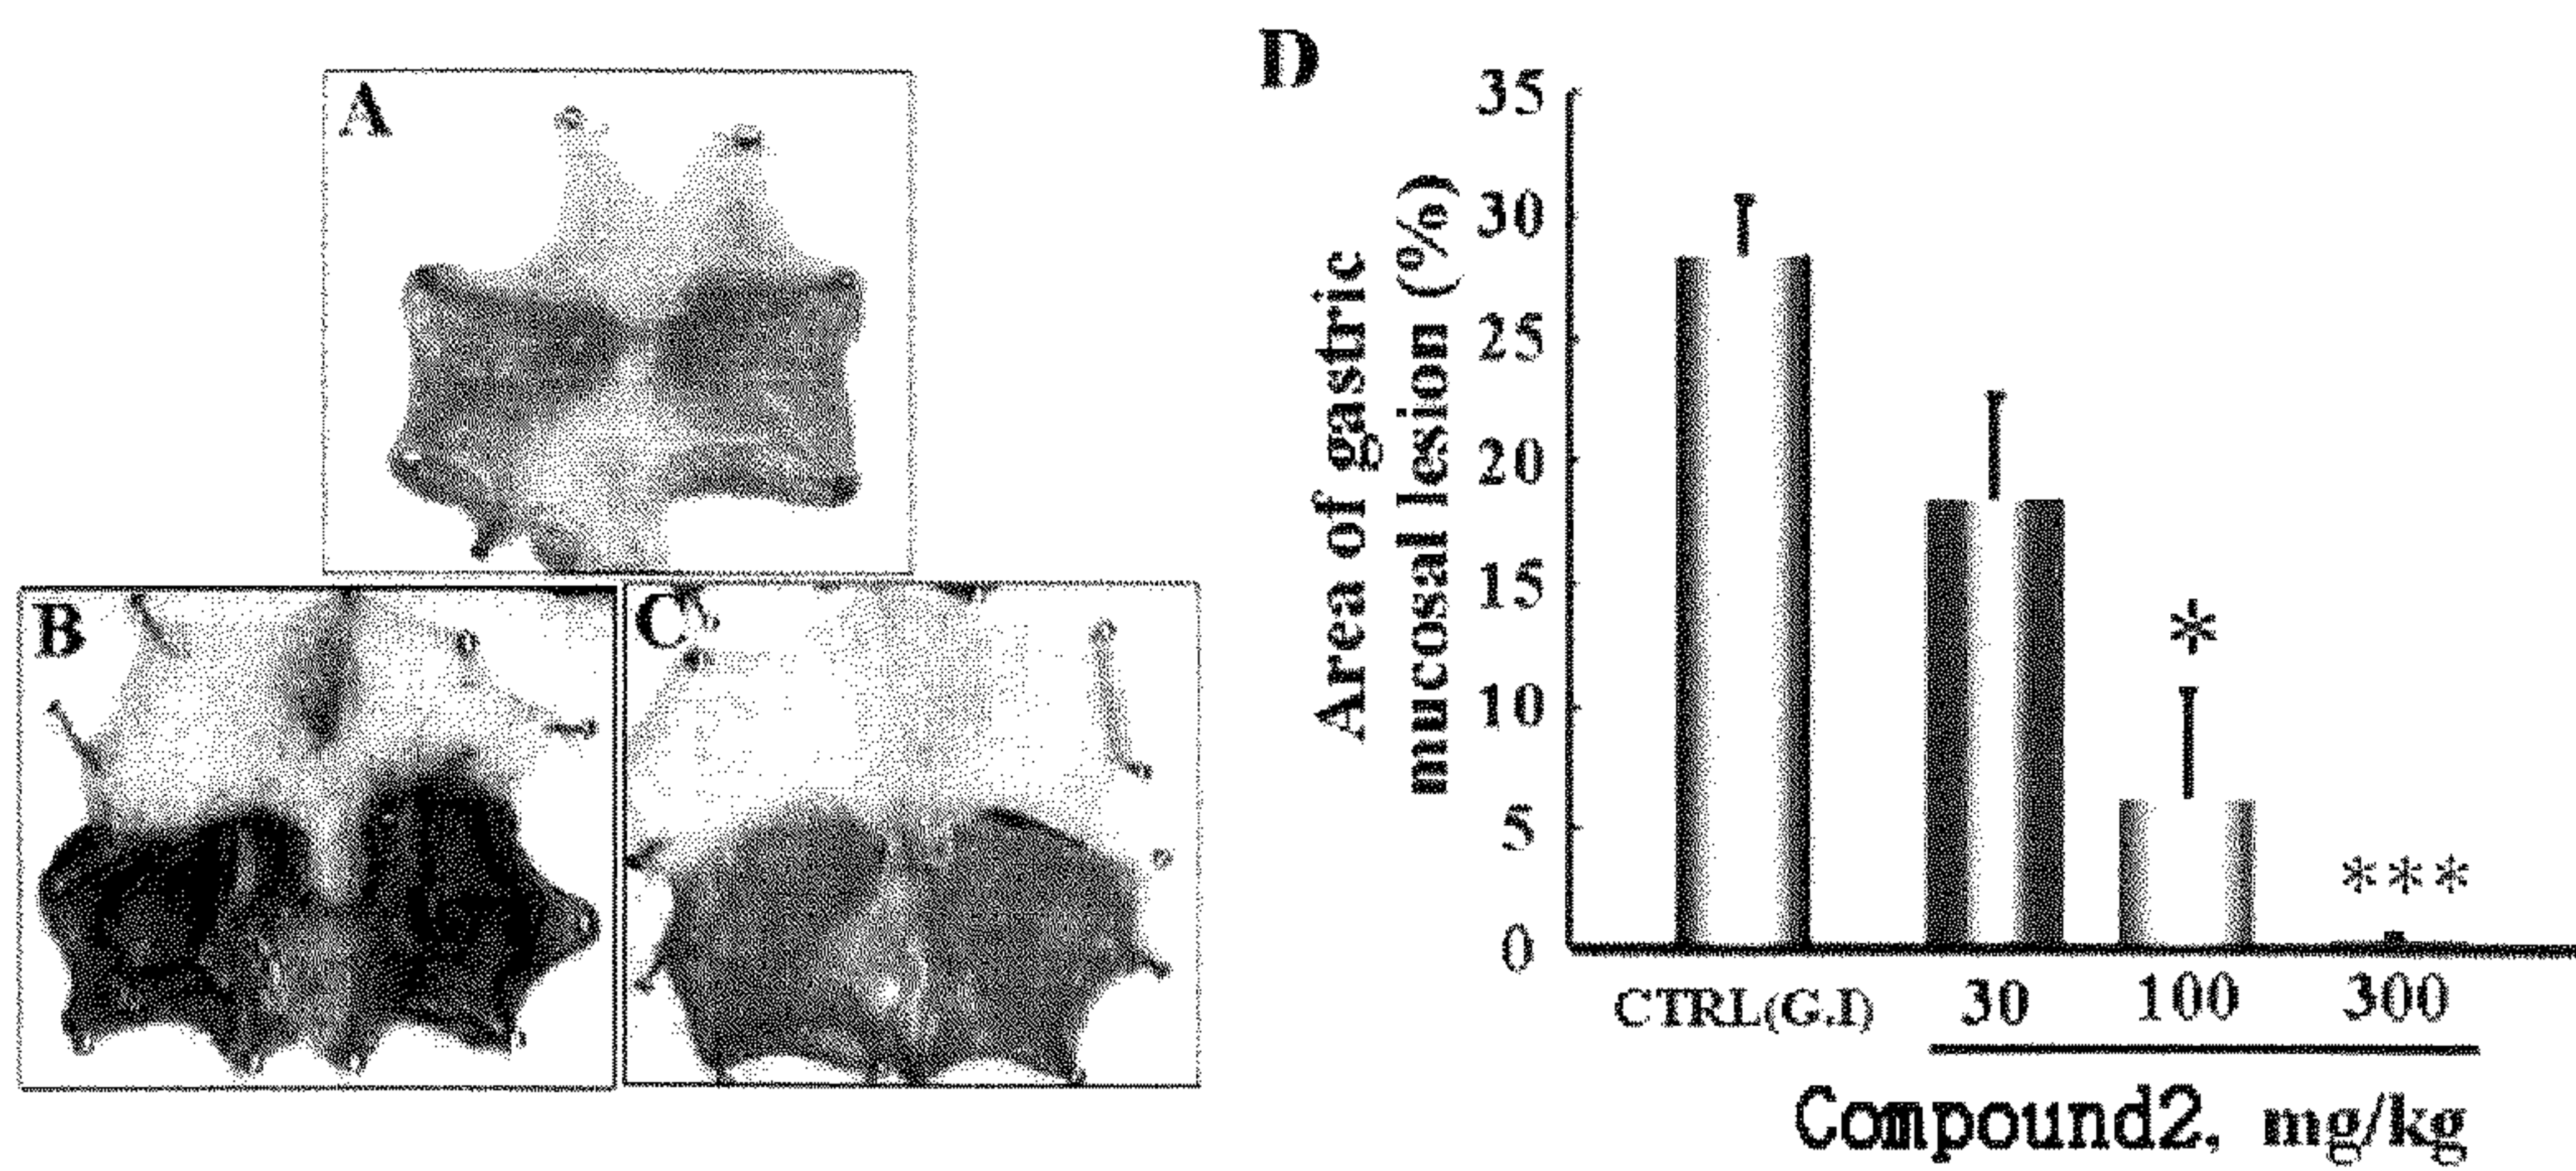 A
B
C
D
Area of gastric
mucosal lesion (%)
35
30
25
20
15
10
5
0
*
***
CTRL(G.I) 30 100 300
Compound2, mg/kg